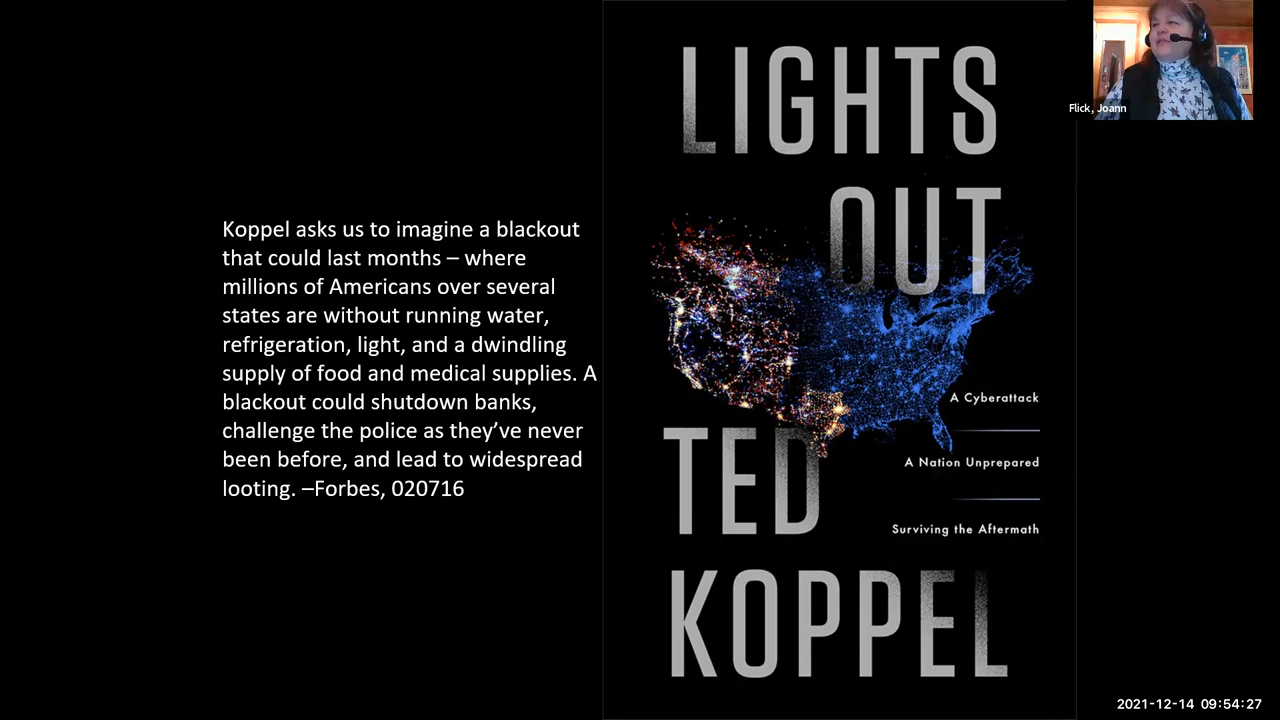 Koppel asks us to imagine a blackout
that could last months – where
millions of Americans over several
states are without running water,
refrigeration, light, and a dwindling
supply of food and medical supplies. A
blackout could shutdown banks,
challenge the police as they’ve never
been before, and lead to widespread
looting. –Forbes, 020716
LIGHTS
OUT
A Cyberattack
A Nation Unprepared
Surviving the Aftermath
TED
KOPPEL
Flick, Joann
2021-12-14 09:54:27